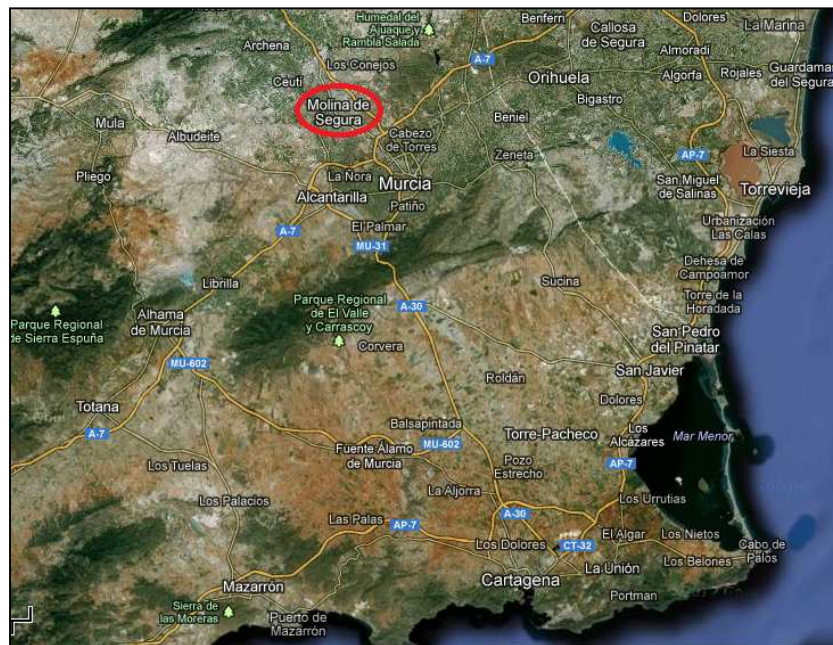 Humedal del
Ajuaque y
Rambla-Salada
Benferri
Dolores
La Marina
Callosa
de Segura
Archena
Los Conejos
A-7
Almoradí
Guardamar
del Segura
Ceutí
Orihuela
Algorfa
Rojales
Molina de
Segura
Bigastro
Mula
Albudeite
Cabezo
de Torres
Beniel
La Siesta
AP-7
Zeneta
Pliego
La Nora
Murcia
San Miguel
de Salinas
Torrevieja
Alcantarilla
Patiño
A-7
El Palmar
Urbanización
Las Calas
MU-31
Dehesa de
Campoamor
Librilla
Sucina
Torre de la
Horadada
Parque Regional
de El Valle
y Carrascoy
A-30
Parque Regional
de Sierra Espuña
Alhama
de Murcia
San Pedro
del Pinatar
Corvera
MU-602
San Javier
Roldán
Totana
Dolores
Balsapintada
A-7
Torre-Pacheco
Los
Alcázares
Mar Menor
Fuente Álamo
de Murcia
MU-602
Los Tuelas
Pozo
Estrecho
AP-7
La Aljorra
Los Palacios
Los Urrutias
A-30
Las Palas
AP-7
El Algar
Los Nietos
Cabo de
Palos
Los Dolores
CT-32
La Unión
Los Belones
Mazarrón
Cartagena
Portman
Sierra de
las Moreras
Puerto de
Mazarrón